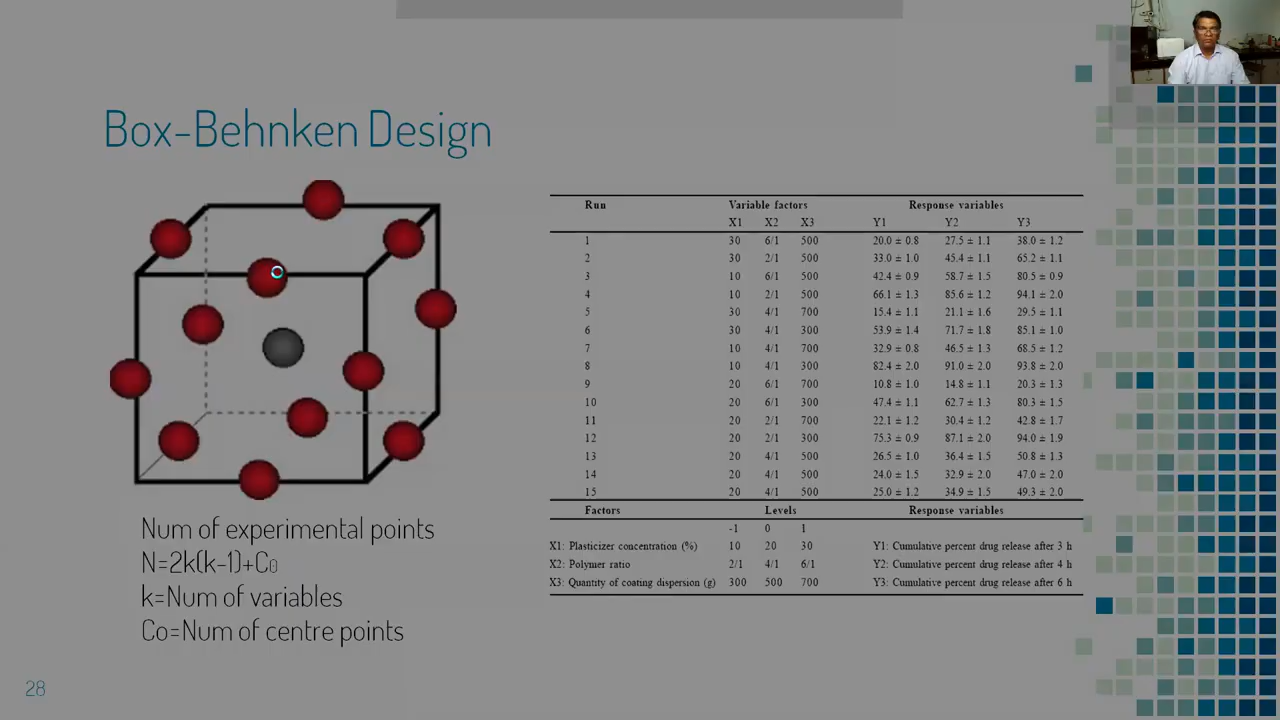 Box-Behnken Design
Run Variable factors Response variables
X1 X2 X3 Y1 Y2 Y3
1 30 6/1 500 20.0 ± 0.8 27.5 ± 1.1 38.0 ± 1.2
2 30 2/1 500 33.0 ± 1.0 45.4 ± 1.1 65.2 ± 1.1
3 10 6/1 500 42.4 ± 0.9 58.7 ± 1.5 80.5 ± 0.9
4 10 2/1 500 66.1 ± 1.3 85.6 ± 1.2 94.1 ± 2.0
5 30 4/1 700 15.4 ± 1.1 21.1 ± 1.6 29.5 ± 1.1
6 30 4/1 300 53.9 ± 1.4 71.7 ± 1.8 85.1 ± 1.0
7 10 4/1 700 32.9 ± 0.8 46.5 ± 1.3 68.5 ± 1.2
8 10 4/1 300 82.4 ± 2.0 91.0 ± 2.0 93.8 ± 2.0
9 20 6/1 700 10.8 ± 1.0 14.8 ± 1.1 20.3 ± 1.3
10 20 6/1 300 47.4 ± 1.1 62.7 ± 1.3 80.3 ± 1.5
11 20 2/1 700 22.1 ± 1.2 30.4 ± 1.2 42.8 ± 1.7
12 20 2/1 300 75.3 ± 0.9 87.1 ± 2.0 94.0 ± 1.9
13 20 4/1 500 26.5 ± 1.0 36.4 ± 1.5 50.8 ± 1.3
14 20 4/1 500 24.0 ± 1.5 32.9 ± 2.0 47.0 ± 2.0
15 20 4/1 500 25.0 ± 1.2 34.9 ± 1.5 49.3 ± 2.0
Factors Levels Response variables
-1 0 1
X1: Plasticizer concentration (%) 10 20 30 Y1: Cumulative percent drug release after 3 h
X2: Polymer ratio 2/1 4/1 6/1 Y2: Cumulative percent drug release after 4 h
X3: Quantity of coating dispersion (g) 300 500 700 Y3: Cumulative percent drug release after 6 h
Num of experimental points
N=2k(k-1)+C0
k=Num of variables
Co=Num of centre points
28